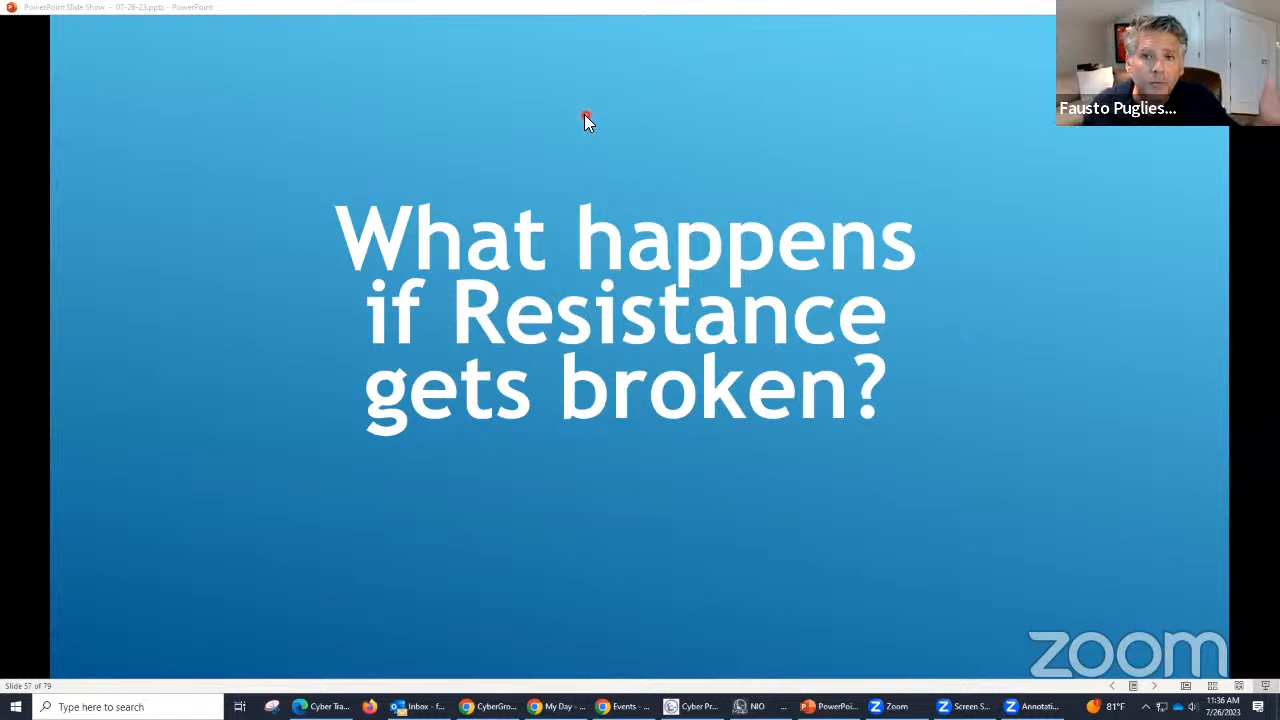 PowerPoint Slide Show - 07-26-23.pptx - PowerPoint
Fausto Puglies...
What happens
if Resistance
gets broken?
zoom
Slide 57 of 79
Type here to search
Cyber Tra...
Inbox - f...
CyberGro...
My Day - ...
Events - ...
Cyber Pr...
NIO ...
PowerPoi...
Zoom
Screen S...
Annotati...
81°F
11:36 AM
7/26/2023